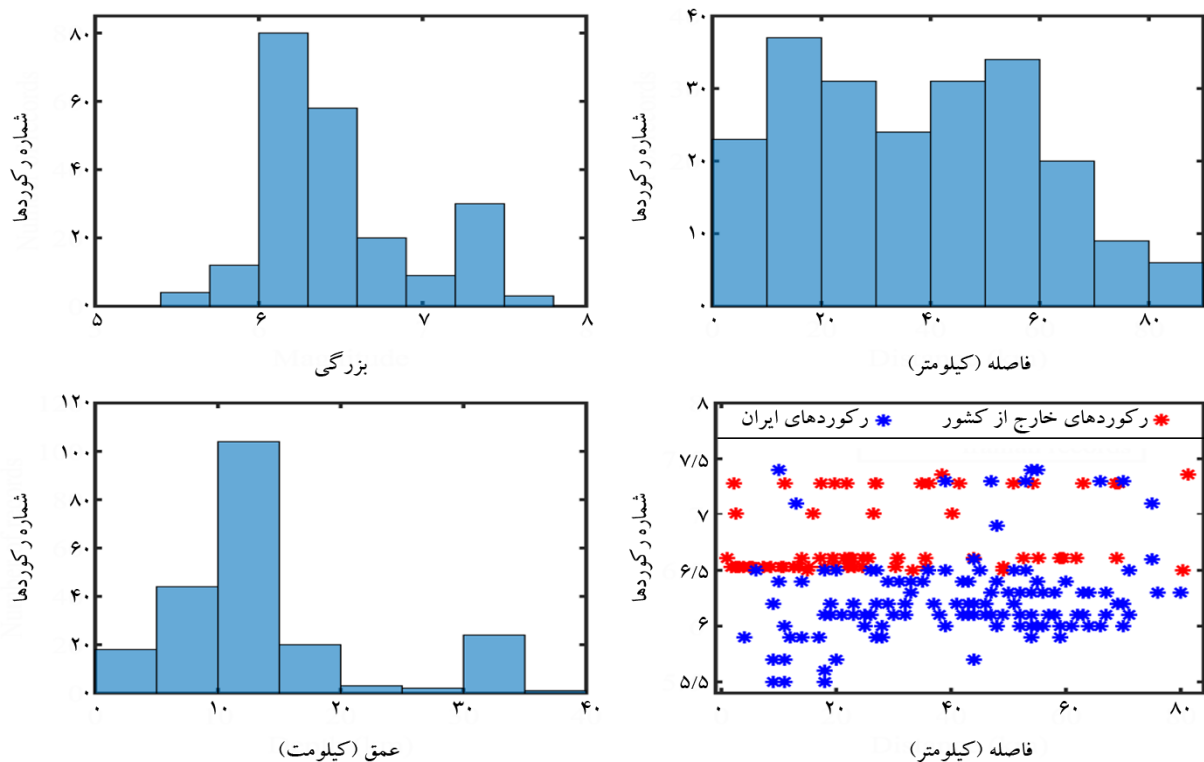 ۸۰
۶۰
۴۰
۲۰
۰
شماره رکوردها
۵ ۶ ۷ ۸
بزرگی
۴۰
۳۰
۲۰
۱۰
۰
شماره رکوردها
۰ ۲۰ ۴۰ ۶۰ ۸۰
فاصله (کیلومتر)
۱۲۰
۱۰۰
۸۰
۶۰
۴۰
۲۰
۰
شماره رکوردها
۰ ۱۰ ۲۰ ۳۰ ۴۰
عمق (کیلومت)
رکوردهای خارج از کشور رکوردهای ایران
۸
۷/۵
۷
۶/۵
۶
۵/۵
شماره رکوردها
۰ ۲۰ ۴۰ ۶۰ ۸۰
فاصله (کیلومتر)